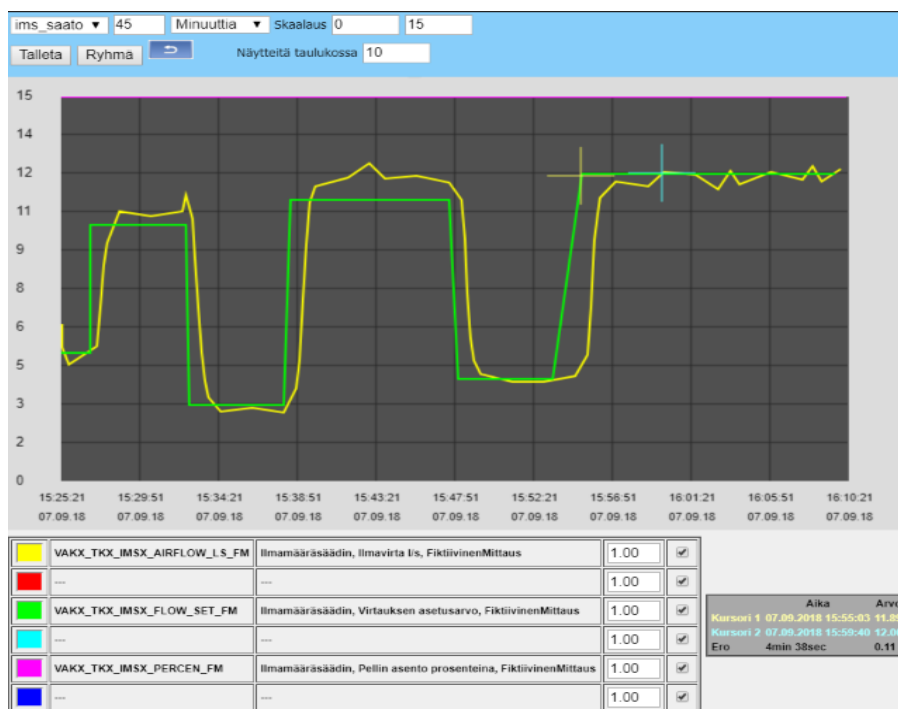 ims_saato 45 Minuuttia Skaalaus 0 15
Talleta Ryhmä Näytteitä taulukossa 10
15
14
12
11
9
8
6
5
3
2
0
15:25:21 15:29:51 15:34:21 15:38:51 15:43:21 15:47:51 15:52:21 15:56:51 16:01:21 16:05:51 16:10:21
07.09.18 07.09.18 07.09.18 07.09.18 07.09.18 07.09.18 07.09.18 07.09.18 07.09.18 07.09.18 07.09.18
VAKX_TKX_IMSX_AIRFLOW_LS_FM Ilmamääräsäädin, Ilmavirta l/s, FiktiivinenMittaus 1.00
--- --- 1.00
VAKX_TKX_IMSX_FLOW_SET_FM Ilmamääräsäädin, Virtauksen asetusarvo, FiktiivinenMittaus 1.00
--- --- 1.00
VAKX_TKX_IMSX_PERCEN_FM Ilmamääräsäädin, Pellin asento prosenteina, FiktiivinenMittaus 1.00
--- --- 1.00
Aika Arvo
Kursori 1 07.09.2018 15:55:03 11.89
Kursori 2 07.09.2018 15:59:40 12.00
Ero 4min 38sec 0.11